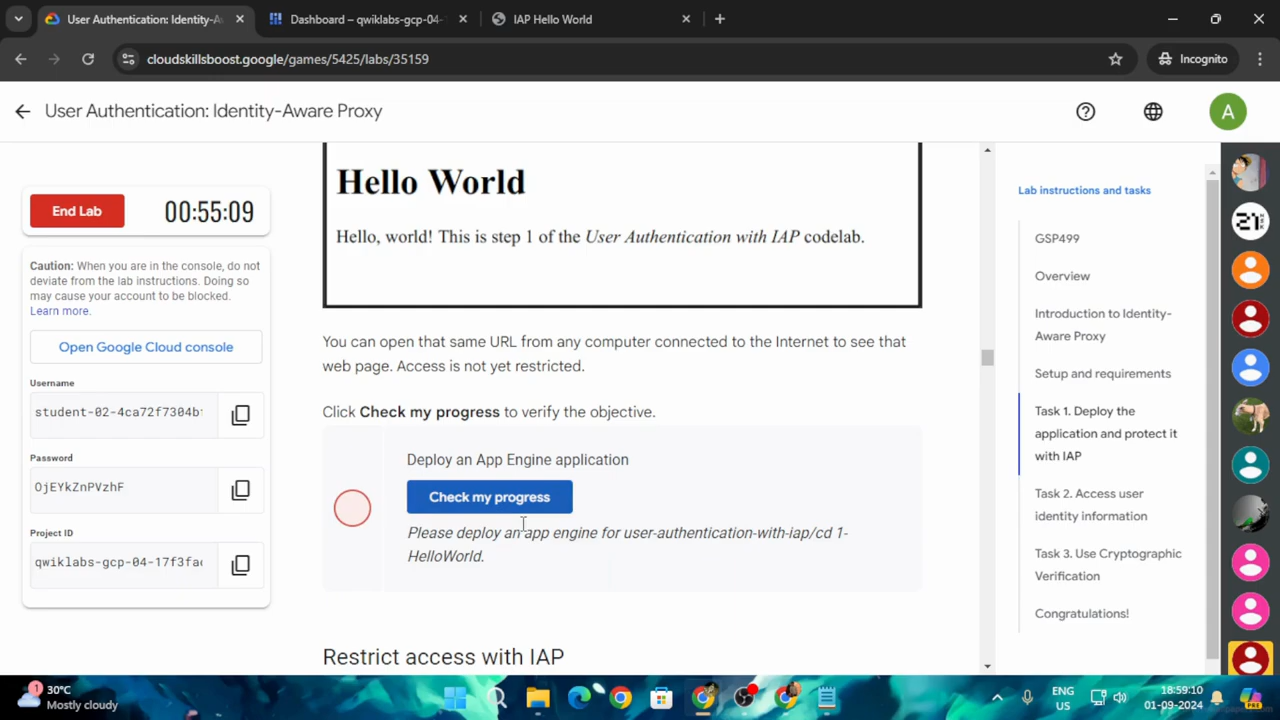 User Authentication: Identity-A
Dashboard – qwiklabs-gcp-04-
IAP Hello World
cloudskillsboost.google/games/5425/labs/35159
Incognito
User Authentication: Identity-Aware Proxy
A
End Lab
00:55:09
Caution: When you are in the console, do not
deviate from the lab instructions. Doing so
may cause your account to be blocked.
Learn more.
Open Google Cloud console
Username
student-02-4ca72f7304b
Password
OjEYkZnPVzhF
Project ID
qwiklabs-gcp-04-17f3fa
Hello World
Hello, world! This is step 1 of the User Authentication with IAP codelab.
You can open that same URL from any computer connected to the Internet to see that
web page. Access is not yet restricted.
Click Check my progress to verify the objective.
Deploy an App Engine application
Check my progress
Please deploy an app engine for user-authentication-with-iap/cd 1-
HelloWorld.
Restrict access with IAP
Lab instructions and tasks
GSP499
Overview
Introduction to Identity-
Aware Proxy
Setup and requirements
Task 1. Deploy the
application and protect it
with IAP
Task 2. Access user
identity information
Task 3. Use Cryptographic
Verification
Congratulations!
21
1
30°C
Mostly cloudy
ENG
US
18:59:10
01-09-2024
PRE